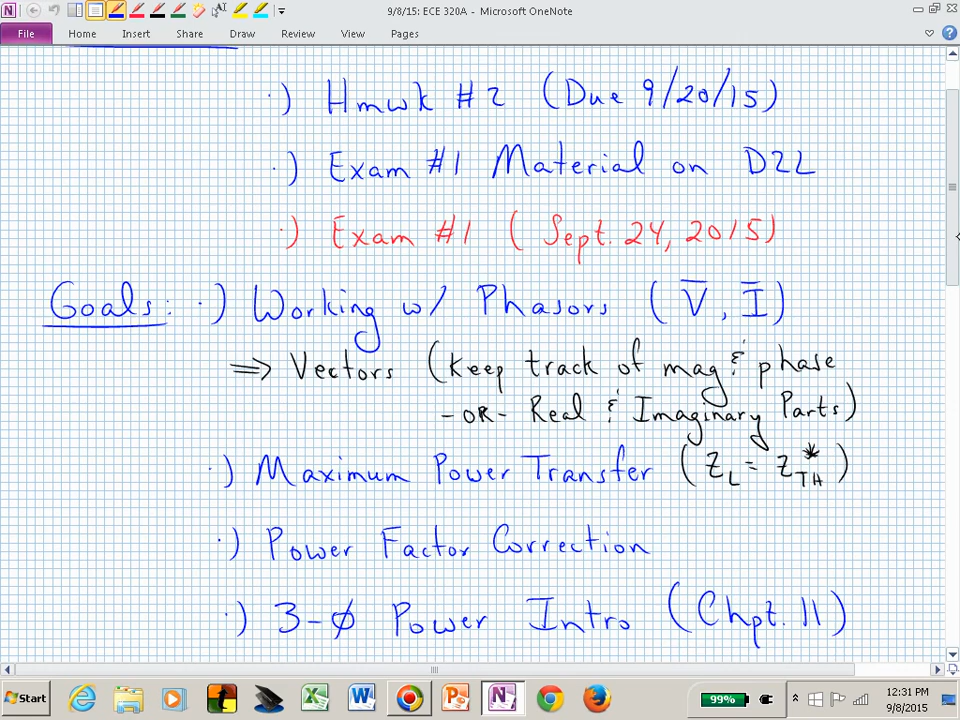 9/8/15: ECE 320A - Microsoft OneNote
File Home Insert Share Draw Review View Pages
·) Hmwk #2 (Due 9/20/15)
·) Exam #1 Material on D2L
·) Exam #1 ( Sept. 24, 2015)
Goals: ·) Working w/ Phasors (V̅, I̅)
⇒ Vectors (Keep track of mag & phase
-OR- Real & Imaginary Parts)
·) Maximum Power Transfer (Z_L = Z_TH*)
·) Power Factor Correction
·) 3-Ø Power Intro (Chpt. 11)
Start 99% 12:31 PM
9/8/2015